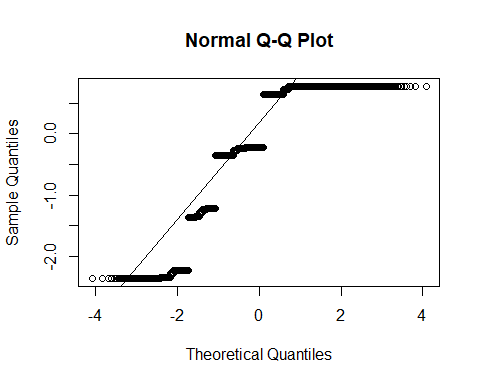 Normal Q-Q Plot
Sample Quantiles
0.0
-1.0
-2.0
-4 -2 0 2 4
Theoretical Quantiles